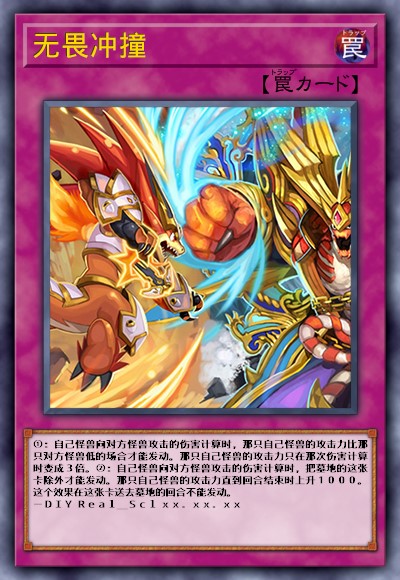 无畏冲撞
トラップ
罠
トラップ
【罠カード】
①：自己怪兽向对方怪兽攻击的伤害计算时，那只自己怪兽的攻击力比那
只对方怪兽低的场合才能发动。那只自己怪兽的攻击力只在那次伤害计算
时变成３倍。②：自己怪兽向对方怪兽攻击的伤害计算时，把墓地的这张
卡除外才能发动。那只自己怪兽的攻击力直到回合结束时上升１０００。
这个效果在这张卡送去墓地的回合不能发动。
－ＤＩＹ Ｒｅａｌ＿Ｓｃｌ ｘｘ．ｘｘ．ｘｘ